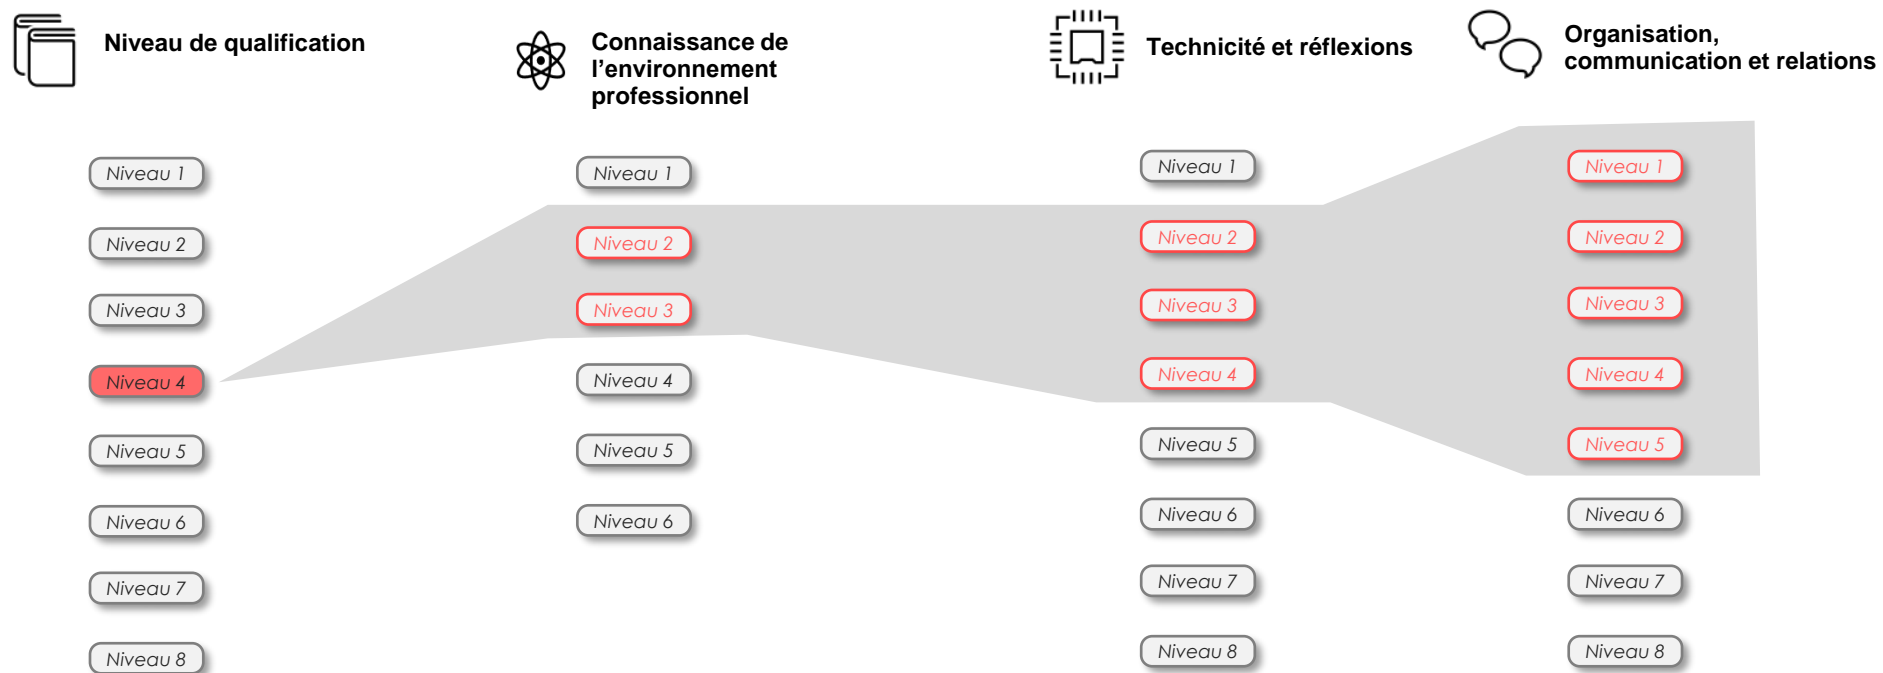 Niveau de qualification
Connaissance de
l'environnement
professionnel
Technicité et réflexions
Organisation,
communication et relations
Niveau 1
Niveau 2
Niveau 3
Niveau 4
Niveau 5
Niveau 6
Niveau 7
Niveau 8
Niveau 1
Niveau 2
Niveau 3
Niveau 4
Niveau 5
Niveau 6
Niveau 1
Niveau 2
Niveau 3
Niveau 4
Niveau 5
Niveau 6
Niveau 7
Niveau 8
Niveau 1
Niveau 2
Niveau 3
Niveau 4
Niveau 5
Niveau 6
Niveau 7
Niveau 8